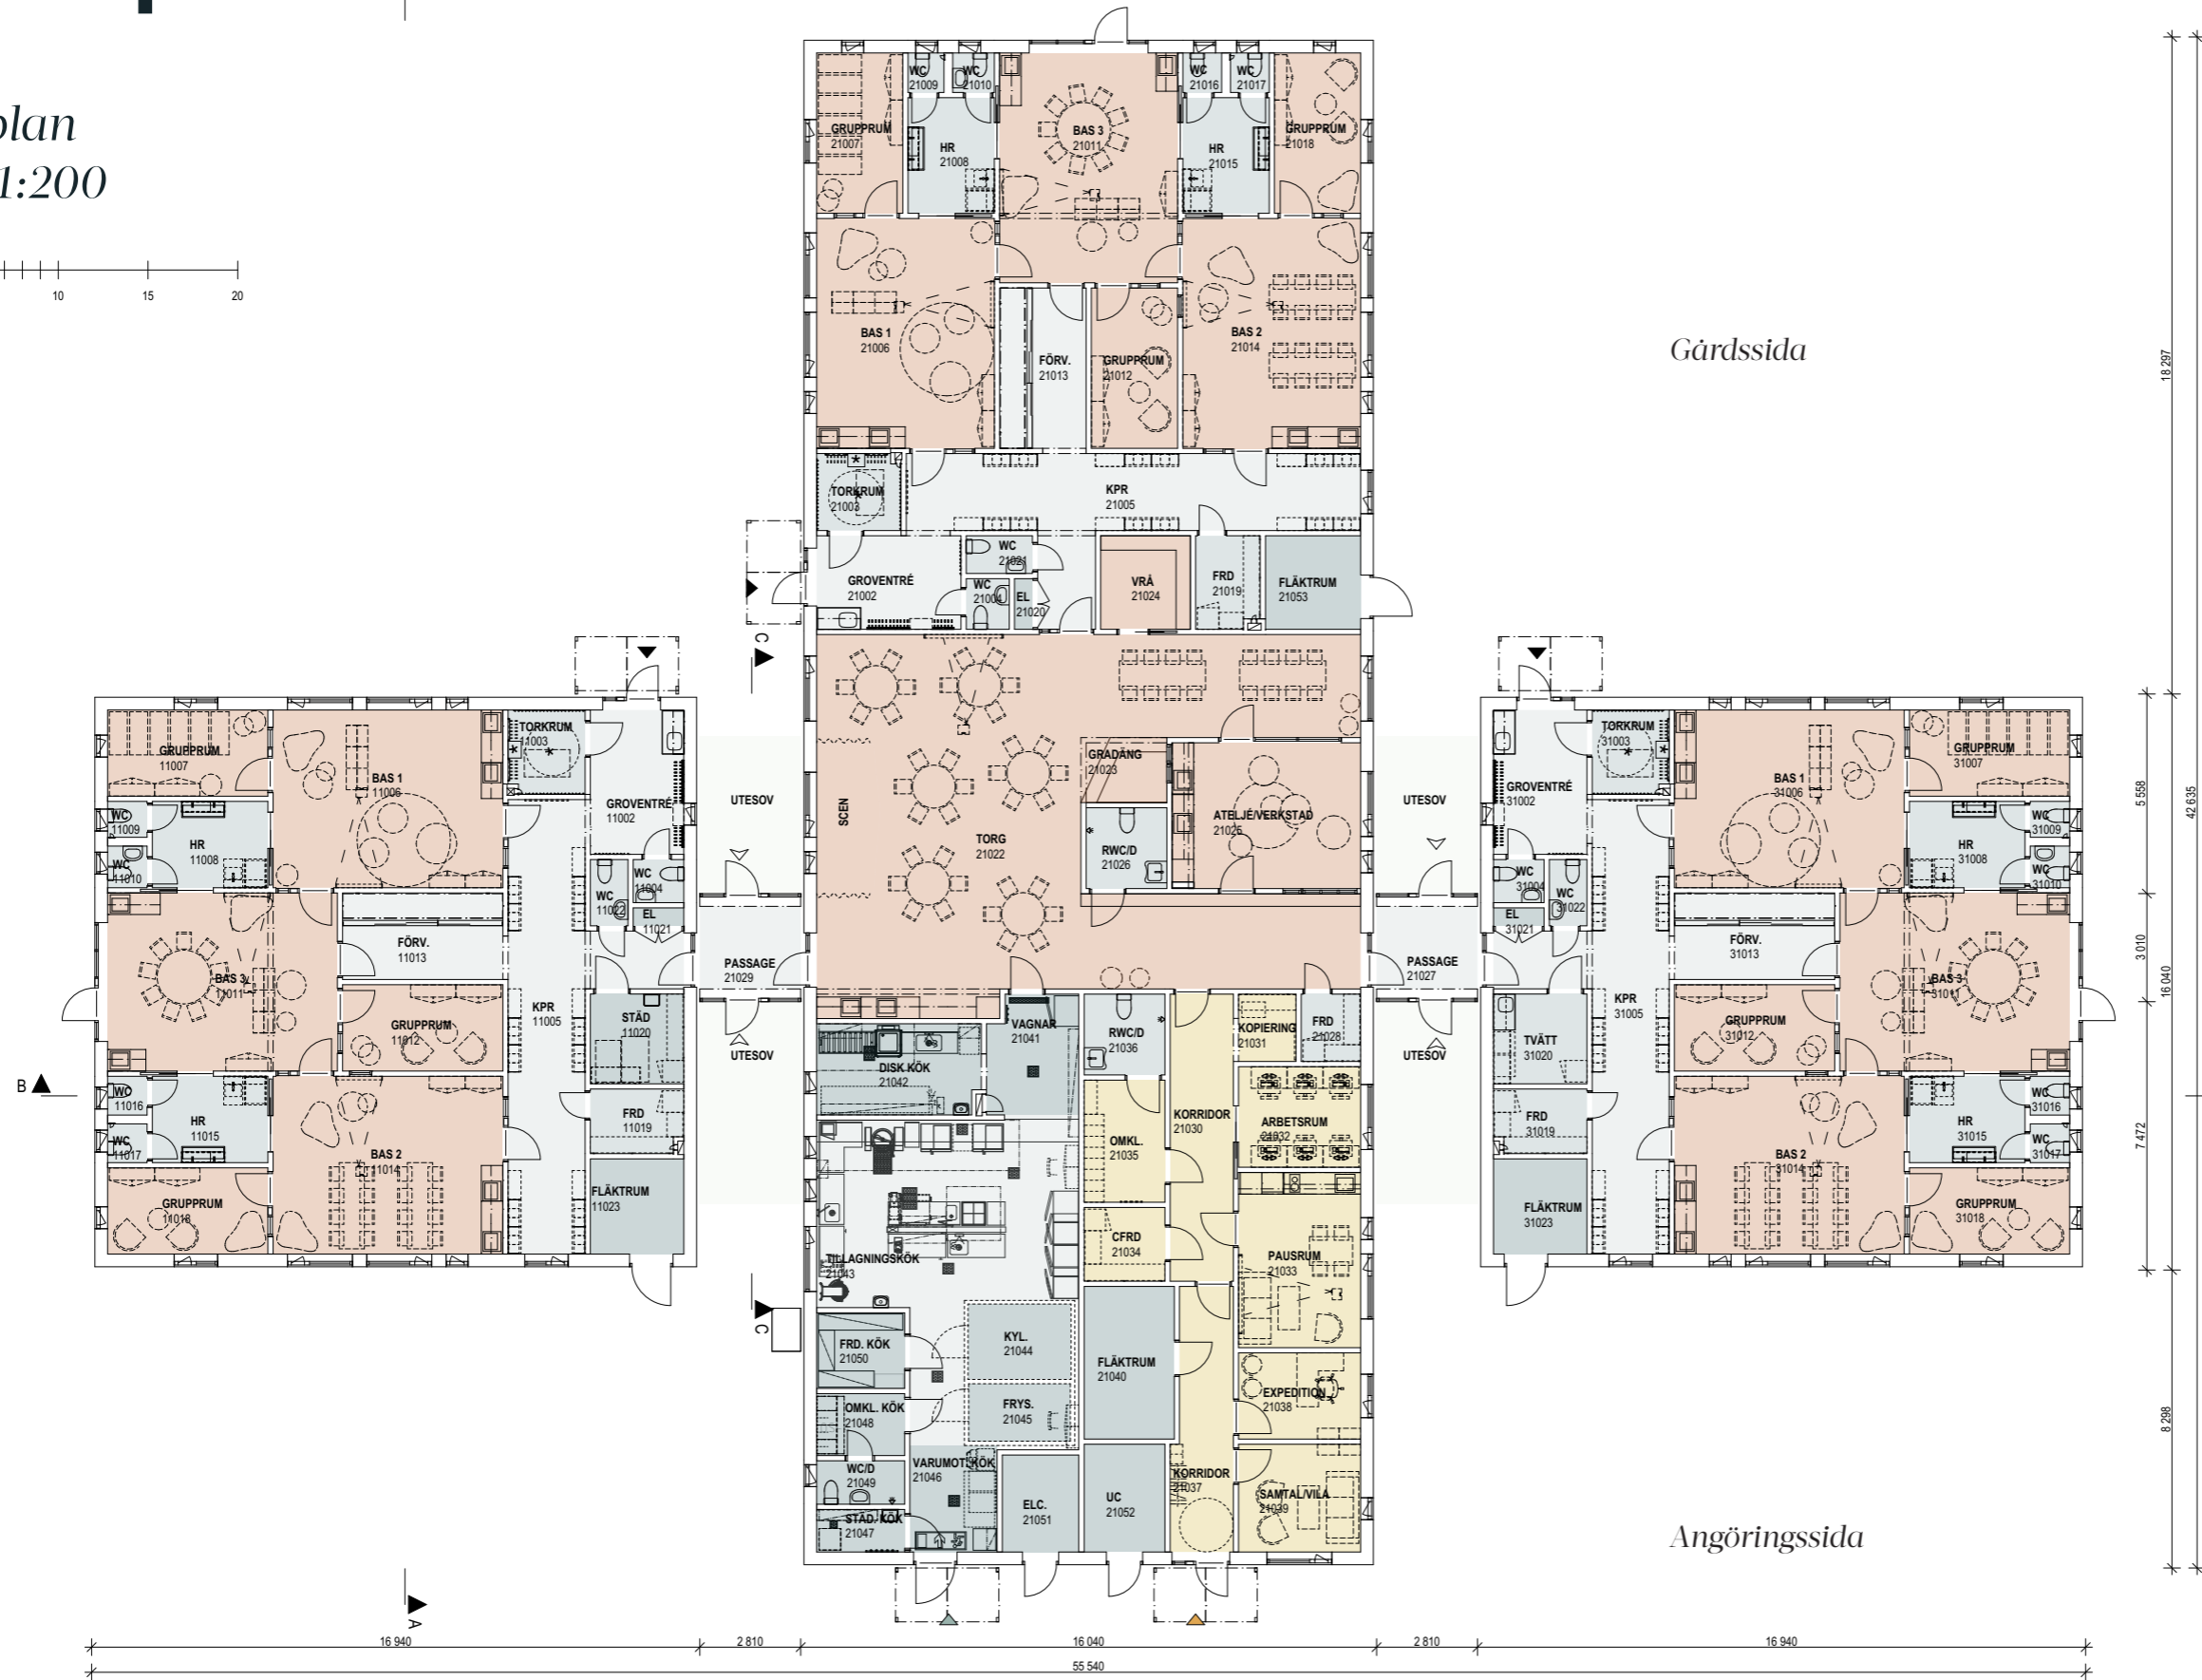 plan
1:200
10 15 20
WC
21009
WC
21010
WC
21016
WC
21017
GRUPPRUM
21007
HR
21008
BAS 3
21011
HR
21015
GRUPPRUM
21018
BAS 1
21006
FÖRV.
21013
GRUPPRUM
21012
BAS 2
21014
Gårdssida
TORKRUM
21003
KPR
21005
GROVENTRÉ
21002
WC
21021
WC
21004
EL
21020
VRÅ
21024
FRD
21019
FLÄKTRUM
21053
C
SCEN
TORG
21022
GRADÄNG
21023
RWC/D
21026
ATELJÉ/VERKSTAD
21025
GRUPPRUM
11007
BAS 1
11006
TORKRUM
11003
GROVENTRÉ
11002
WC
11009
WC
11010
HR
11008
WC
11022
WC
11004
EL
11021
BAS 3
11011
FÖRV.
11013
GRUPPRUM
11012
KPR
11005
STÄD
11020
WC
11016
WC
11017
HR
11015
FRD
11019
BAS 2
11014
GRUPPRUM
11018
FLÄKTRUM
11023
B
UTESOV
PASSAGE
21029
UTESOV
UTESOV
PASSAGE
21027
UTESOV
GROVENTRÉ
31002
TORKRUM
31003
BAS 1
31006
GRUPPRUM
31007
WC
31009
WC
31010
HR
31008
WC
31004
WC
31022
EL
31021
FÖRV.
31013
BAS 3
31011
GRUPPRUM
31012
KPR
31005
TVÄTT
31020
FRD
31019
WC
31016
WC
31017
HR
31015
BAS 2
31014
GRUPPRUM
31018
FLÄKTRUM
31023
DISK KÖK
21042
VAGNAR
21041
RWC/D
21036
KOPIERING
21031
FRD
21028
KORRIDOR
21030
ARBETSRUM
21032
OMKL.
21035
CFRD
21034
PAUSRUM
21033
TILLAGNINGSKÖK
21043
C
FRD. KÖK
21050
KYL.
21044
FLÄKTRUM
21040
FRYS.
21045
OMKL. KÖK
21048
EXPEDITION
21038
WC/D
21049
VARUMOT. KÖK
21046
STÄD. KÖK
21047
ELC.
21051
UC
21052
KORRIDOR
21037
SAMTAL/VILA
21039
Angöringssida
A
18 297
5 558
3 010
7 472
16 040
42 635
8 298
16 940 2 810 16 040 2 810 16 940
55 540